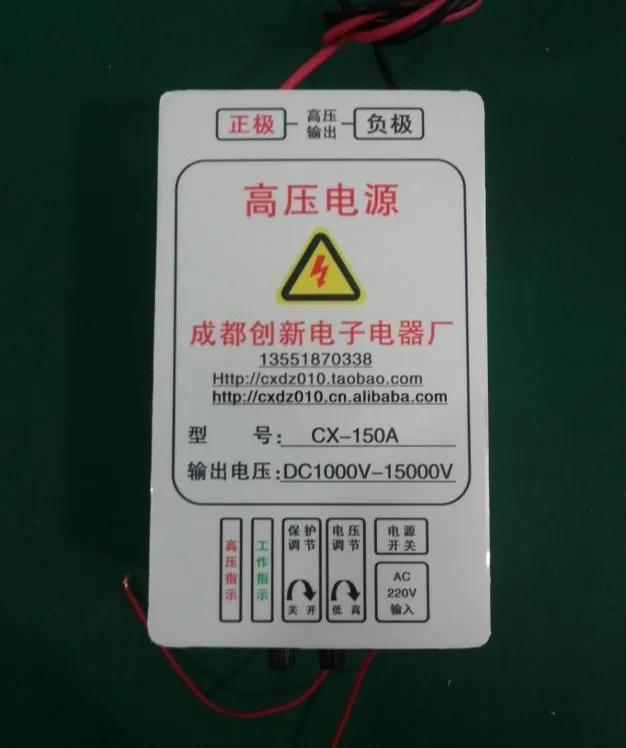 正极 高压输出 负极
高压电源
成都创新电子电器厂
13551870338
Http://cxdz010.taobao.com
http://cxdz010.cn.alibaba.com
型 号: CX-150A
输出电压:DC1000V-15000V
高压指示
工作指示
保护
调节
关 开
电压
调节
低 高
电源
开关
AC
220V
输入